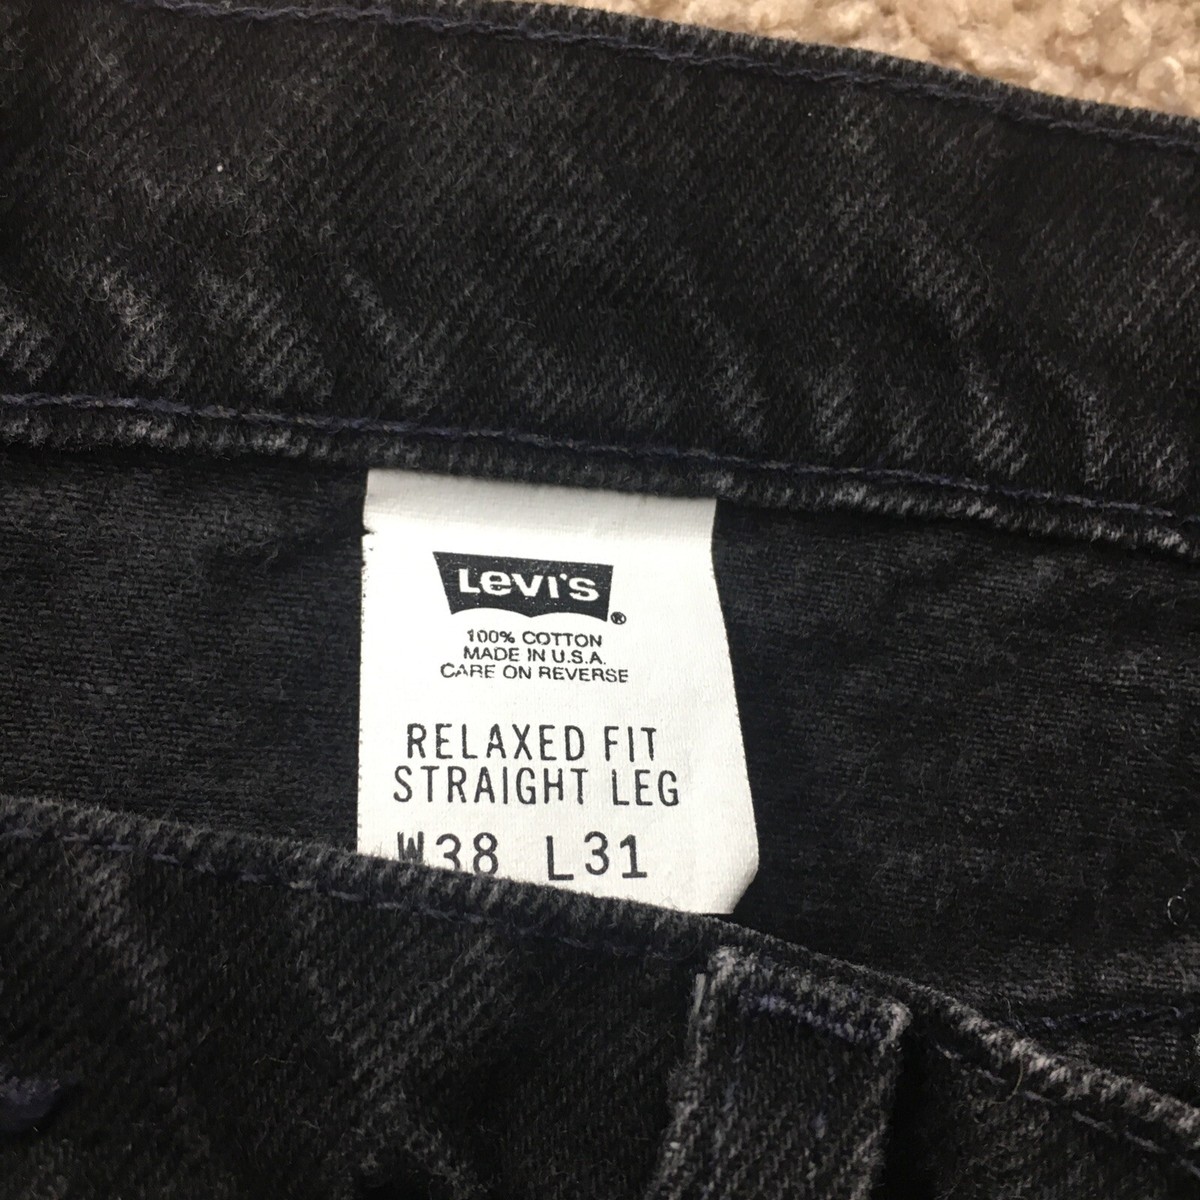 Levi's ®
100% COTTON
MADE IN U.S.A.
CARE ON REVERSE
RELAXED FIT
STRAIGHT LEG
W38 L31